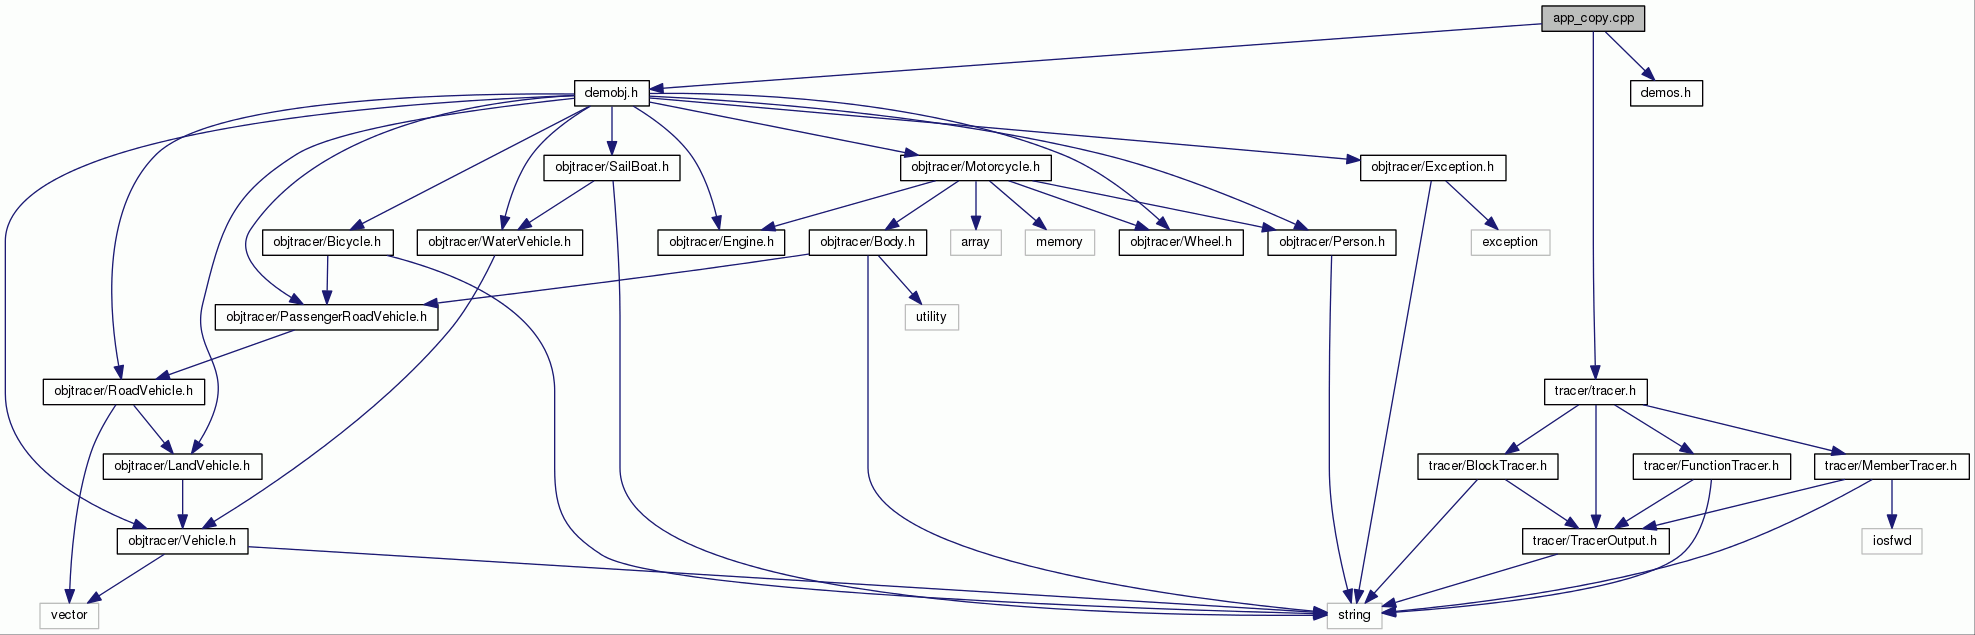 app_copy.cpp
demobj.h
demos.h
objtracer/SailBoat.h
objtracer/Motorcycle.h
objtracer/Exception.h
objtracer/Bicycle.h
objtracer/WaterVehicle.h
objtracer/Engine.h
objtracer/Body.h
array
memory
objtracer/Wheel.h
objtracer/Person.h
exception
objtracer/PassengerRoadVehicle.h
utility
objtracer/RoadVehicle.h
tracer/tracer.h
objtracer/LandVehicle.h
tracer/BlockTracer.h
tracer/FunctionTracer.h
tracer/MemberTracer.h
objtracer/Vehicle.h
tracer/TracerOutput.h
iosfwd
vector
string